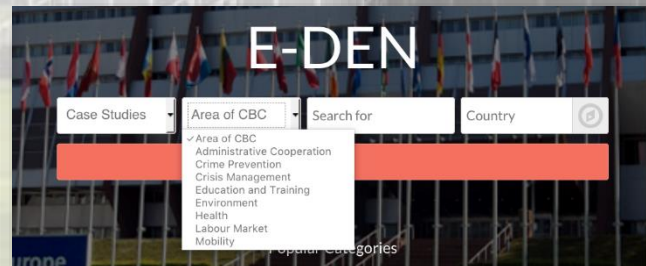 E-DEN
Case Studies Area of CBC Search for Country
✓Area of CBC
Administrative Cooperation
Crime Prevention
Crisis Management
Education and Training
Environment
Health
Labour Market
Mobility
Popular Categories
urope